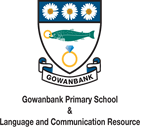 GOWANBANK
Gowanbank Primary School
&
Language and Communication Resource